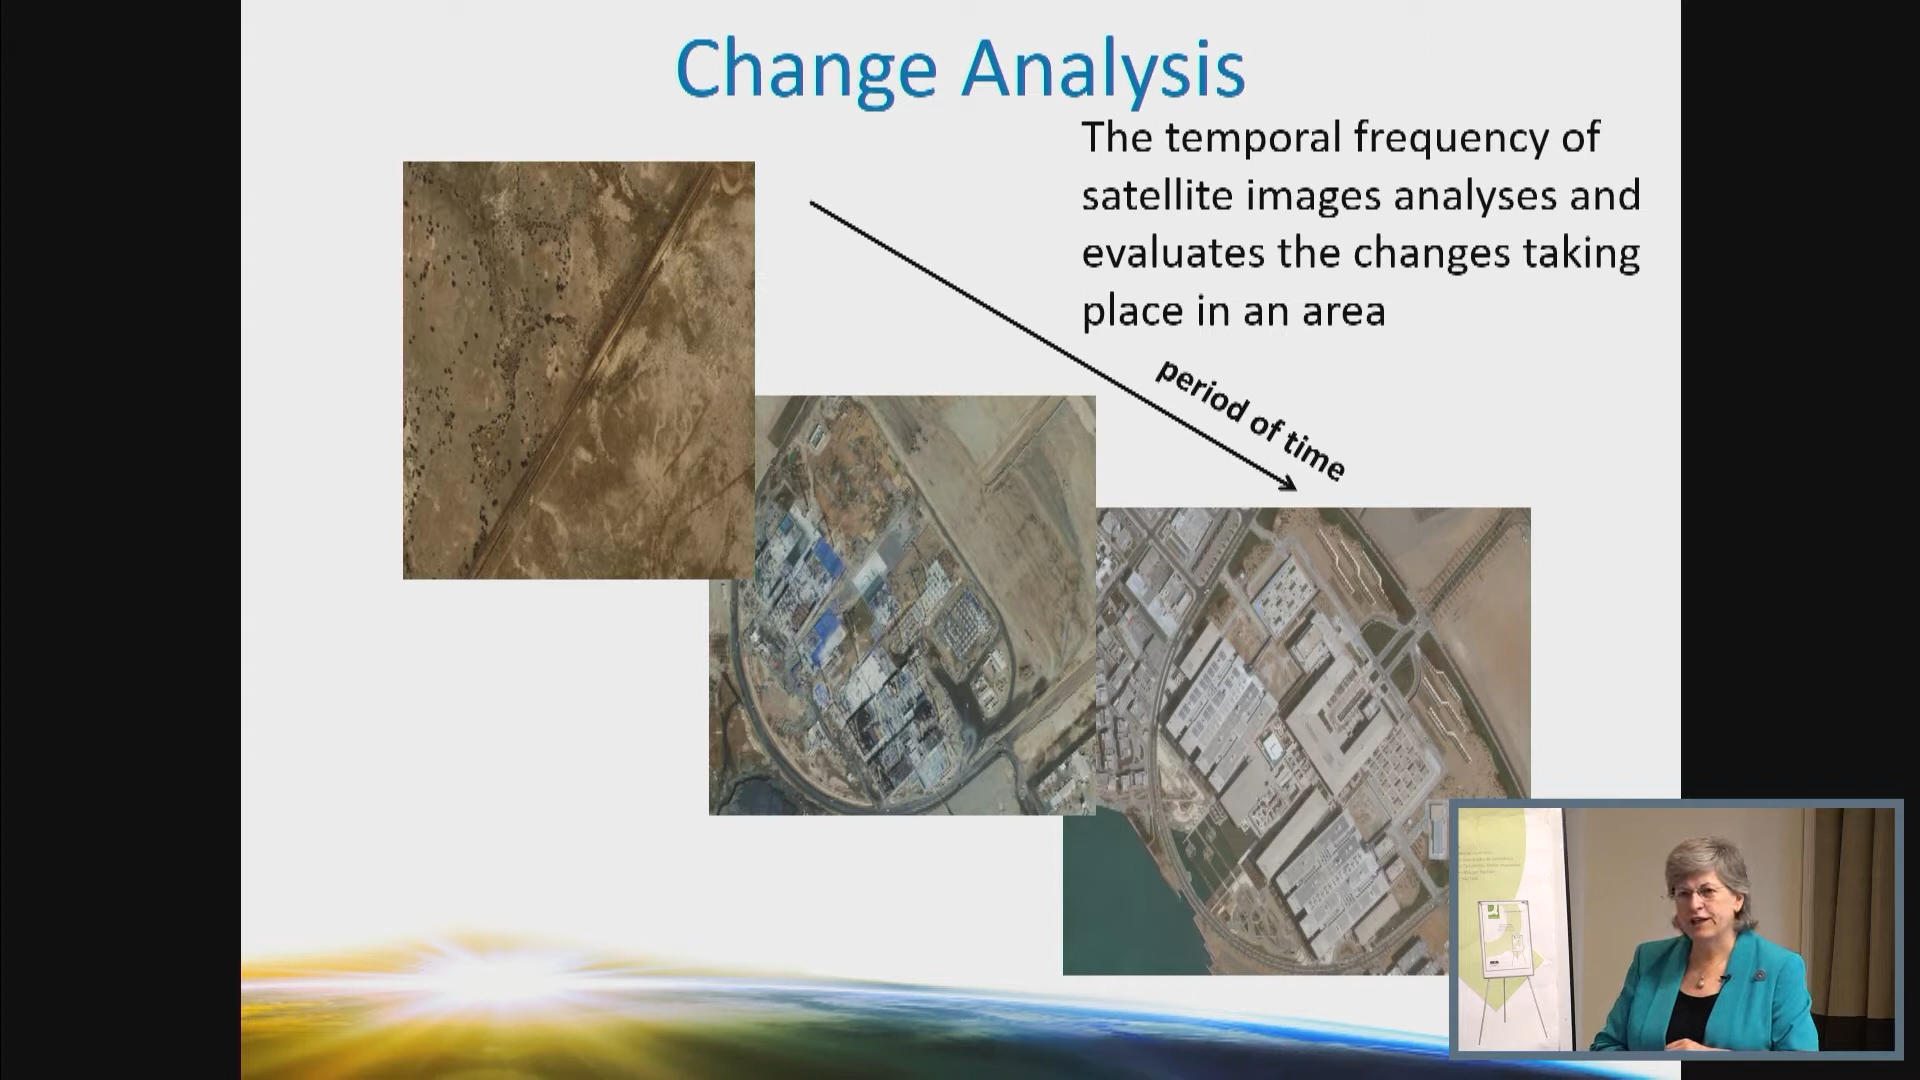 Change Analysis
The temporal frequency of
satellite images analyses and
evaluates the changes taking
place in an area
period of time